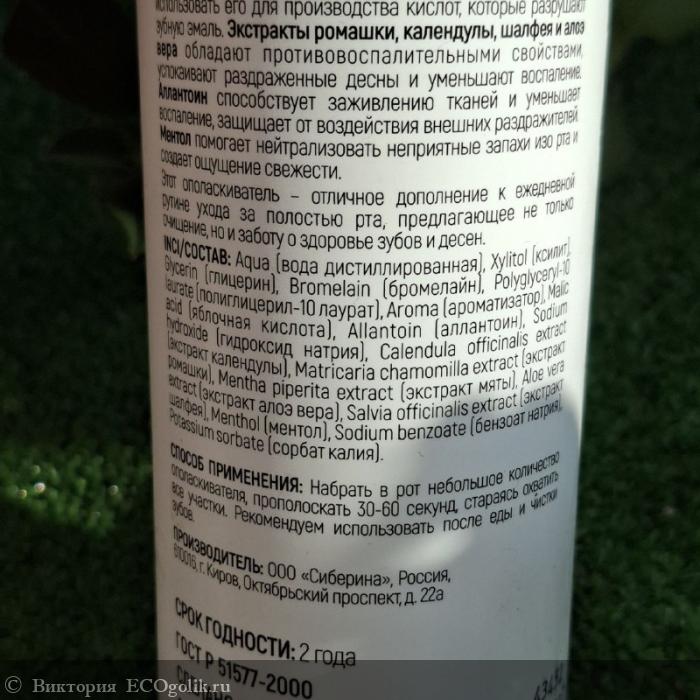 использовать его для производства кислот, которые разрушают
зубную эмаль. Экстракты ромашки, календулы, шалфея и алоэ
вера обладают противовоспалительными свойствами,
успокаивают раздраженные десны и уменьшают воспаление.
Аллантоин способствует заживлению тканей и уменьшает
воспаление, защищает от воздействия внешних раздражителей.
Ментол помогает нейтрализовать неприятные запахи изо рта и
создает ощущение свежести.
Этот ополаскиватель – отличное дополнение к ежедневной
рутине ухода за полостью рта, предлагающее не только
очищение, но и заботу о здоровье зубов и десен.
INCI/СОСТАВ: Aqua (вода дистиллированная), Xylitol (ксилит),
Glycerin (глицерин), Bromelain (бромелайн), Polyglyceryl-10
laurate (полиглицерил-10 лаурат), Aroma (ароматизатор), Malic
acid (яблочная кислота), Allantoin (аллантоин), Sodium
hydroxide (гидроксид натрия), Calendula officinalis extract
(экстракт календулы), Matricaria chamomilla extract (экстракт
ромашки), Mentha piperita extract (экстракт мяты), Aloe vera
extract (экстракт алоэ вера), Salvia officinalis extract (экстракт
шалфея), Menthol (ментол), Sodium benzoate (бензоат натрия),
Potassium sorbate (сорбат калия).
СПОСОБ ПРИМЕНЕНИЯ: Набрать в рот небольшое количество
ополаскивателя, прополоскать 30-60 секунд, стараясь охватить
все участки. Рекомендуем использовать после еды и чистки
зубов.
ПРОИЗВОДИТЕЛЬ: ООО «Сиберина», Россия,
610016, г. Киров, Октябрьский проспект, д. 22а
СРОК ГОДНОСТИ: 2 года
ГОСТ Р 51577-2000
© Виктория ECOgolik.ru